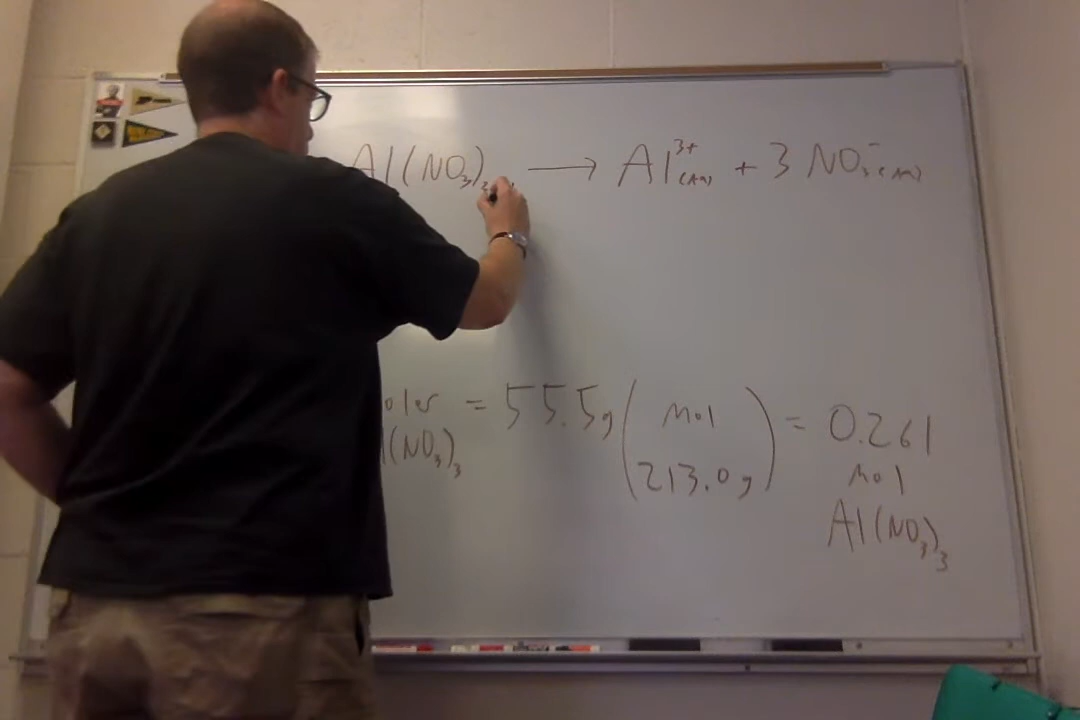 Al(NO₃)₃ → Al³⁺(aq) + 3 NO₃⁻(aq)
= 55.5g (mol / 213.0g) = 0.261
(NO₃)₃
mol
Al(NO₃)₃